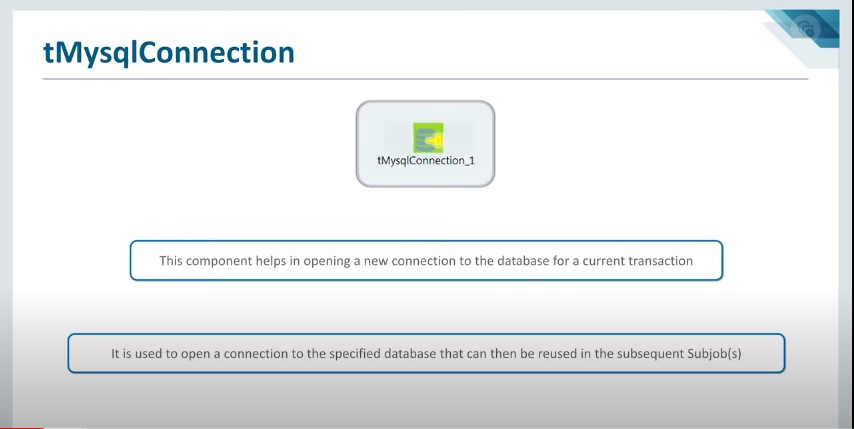 tMysqlConnection
tMysqlConnection_1
This component helps in opening a new connection to the database for a current transaction
It is used to open a connection to the specified database that can then be reused in the subsequent Subjob(s)